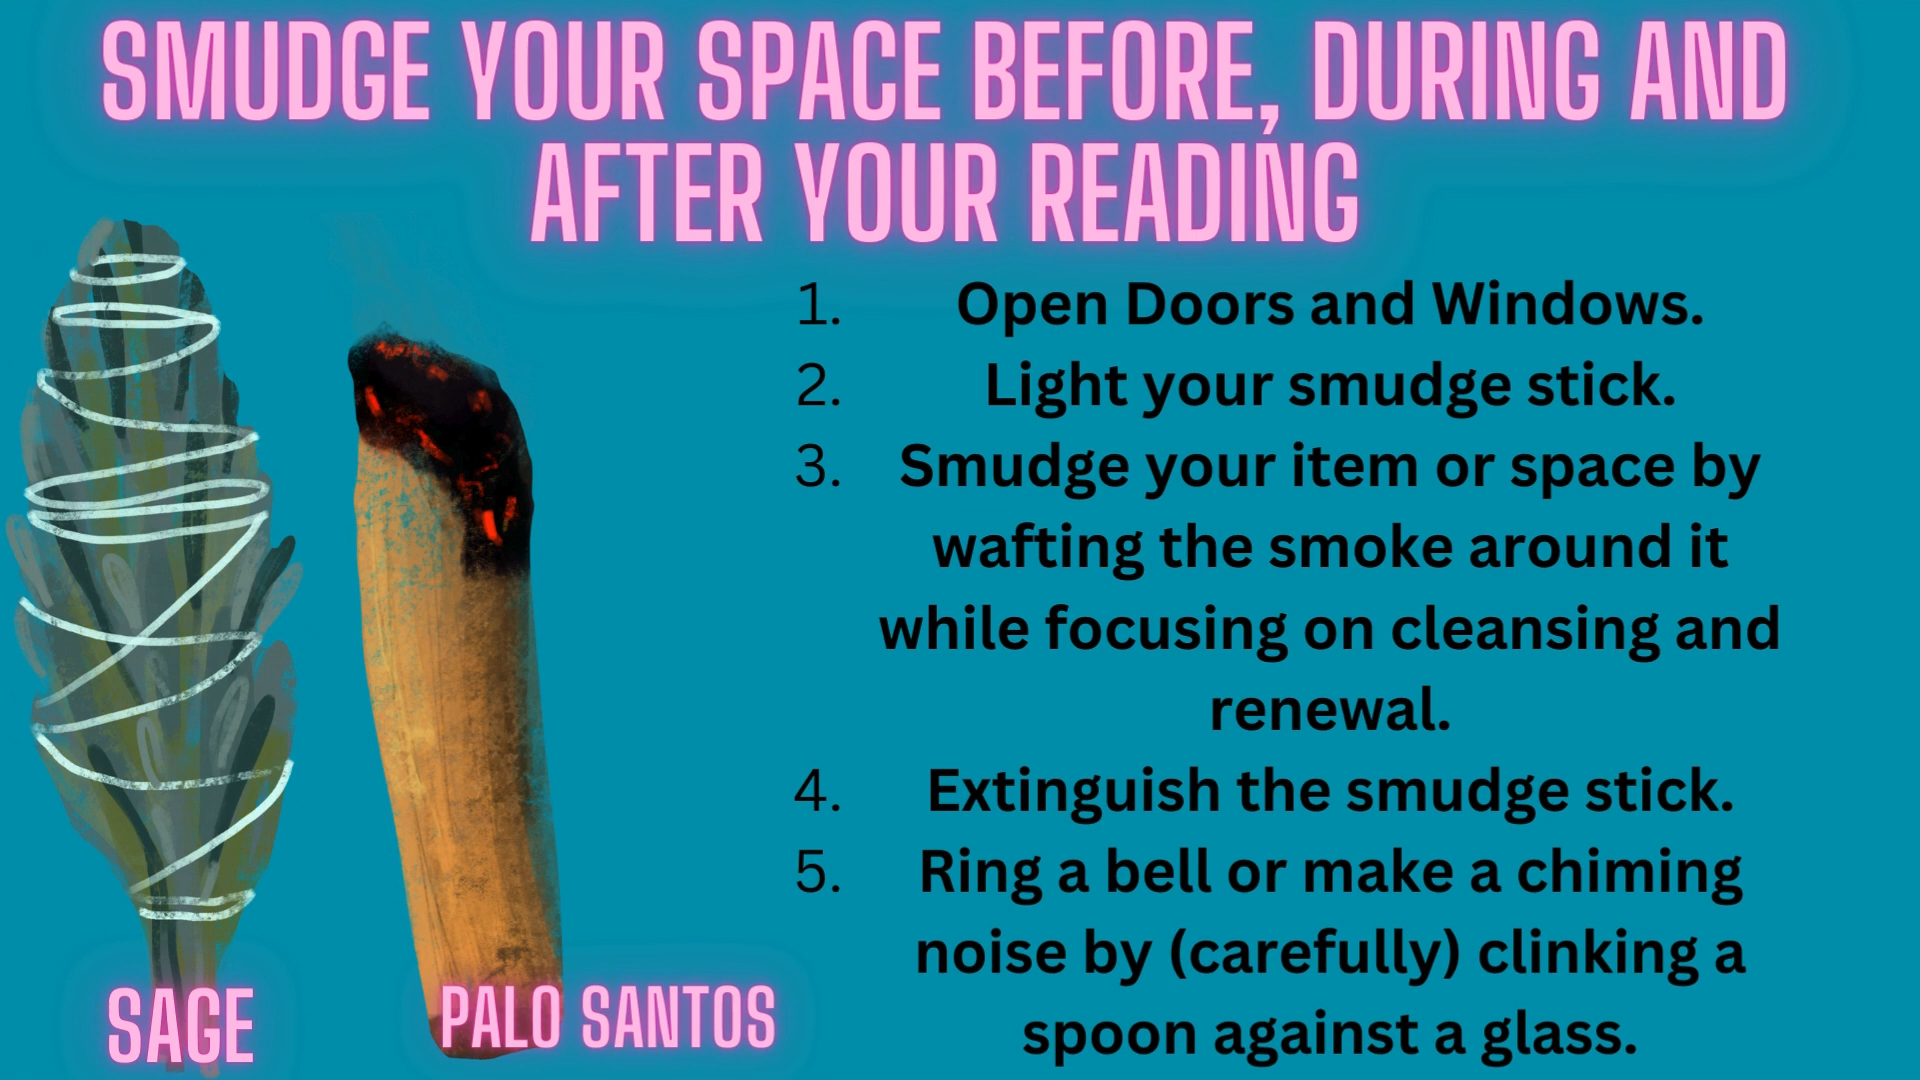 SMUDGE YOUR SPACE BEFORE, DURING AND
AFTER YOUR READING
1. Open Doors and Windows.
2. Light your smudge stick.
3. Smudge your item or space by
wafting the smoke around it
while focusing on cleansing and
renewal.
4. Extinguish the smudge stick.
5. Ring a bell or make a chiming
noise by (carefully) clinking a
spoon against a glass.
SAGE
PALO SANTOS